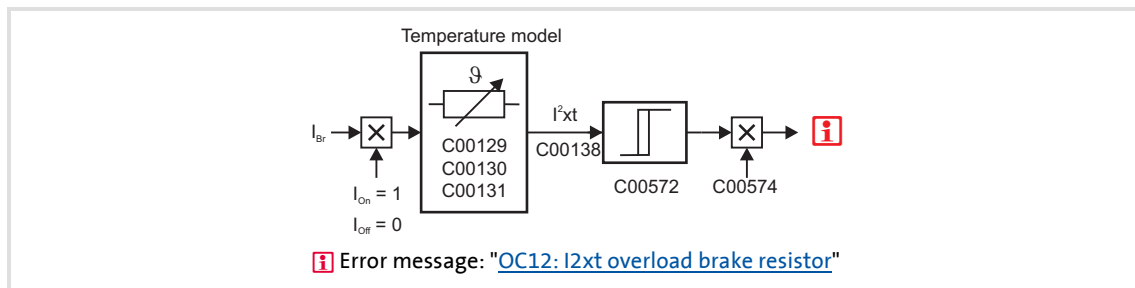 Temperature model
ϑ
I²xt
I_Br
C00129
C00138
C00130
C00131
C00572
C00574
I_On = 1
I_Off = 0
Error message: "OC12: I2xt overload brake resistor"